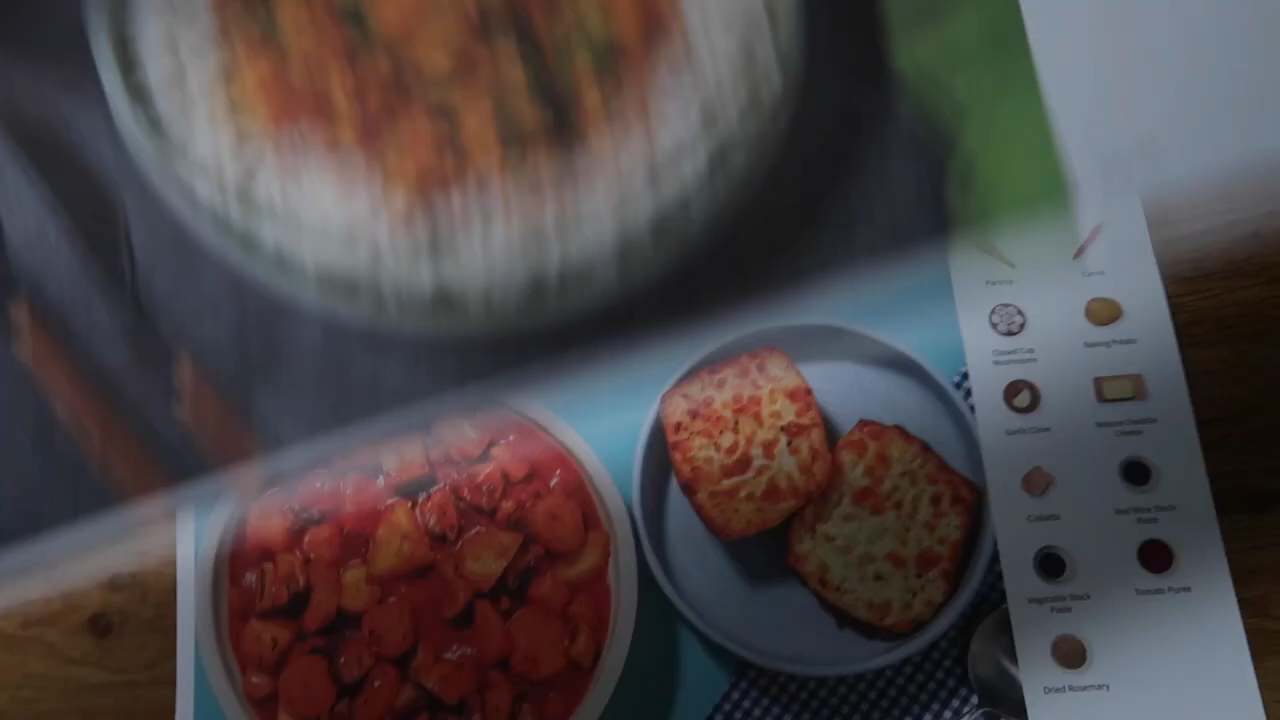 Parsnip
Carrot
Closed Cup
Mushrooms
Baking Potato
Garlic Clove
Mature Cheddar
Cheese
Ciabatta
Red Wine Stock
Paste
Vegetable Stock
Paste
Tomato Puree
Dried Rosemary